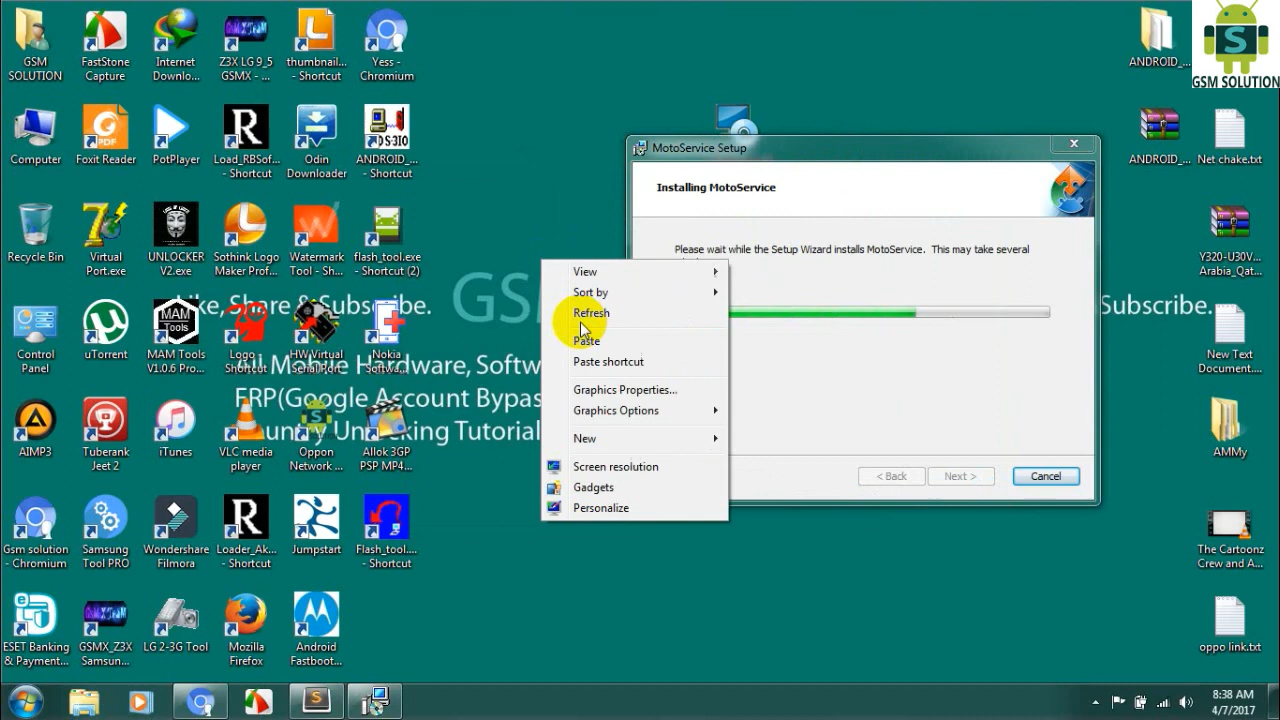 GSM
SOLUTION
FastStone
Capture
Internet
Downlo...
Z3X LG 9_5
GSMX - ...
thumbnail...
- Shortcut
Yess -
Chromium
ANDROID_...
S
GSM SOLUTION
Computer
Foxit Reader
PotPlayer
Load_RBSof...
- Shortcut
Odin
Downloader
ANDROID_...
- Shortcut
ANDROID_...
Net chake.txt
Recycle Bin
Virtual
Port.exe
UNLOCKER
V2.exe
Sothink Logo
Maker Prof...
Watermark
Tool - Sh...
flash_tool.exe
- Shortcut (2)
Y320-U30V...
Arabia_Qat...
Control
Panel
uTorrent
MAM
Tools
MAM Tools
V1.0.6 Pro...
Logo
Shortcut
HW Virtual
Serial Port
Nokia
Softwa...
New Text
Document....
AIMP3
Tuberank
Jeet 2
iTunes
VLC media
player
Oppon
Network ...
Allok 3GP
PSP MP4...
AMMy
Gsm solution
- Chromium
Samsung
Tool PRO
Wondershare
Filmora
Loader_Ak...
- Shortcut
Jumpstart
Flash_tool....
- Shortcut
The Cartoonz
Crew and A...
ESET Banking
& Payment...
GSMX_Z3X
Samsun...
LG 2-3G Tool
Mozilla
Firefox
Android
Fastboot...
oppo link.txt
Like, Share & Subscribe.
GS
Subscribe.
All Mobile Hardware, Softw
FRP(Google Account Bypas
Unlocking Tutorial
MotoService Setup
Installing MotoService
Please wait while the Setup Wizard installs MotoService. This may take several
< Back
Next >
Cancel
View
Sort by
Refresh
Paste
Paste shortcut
Graphics Properties...
Graphics Options
New
Screen resolution
Gadgets
Personalize
8:38 AM
4/7/2017